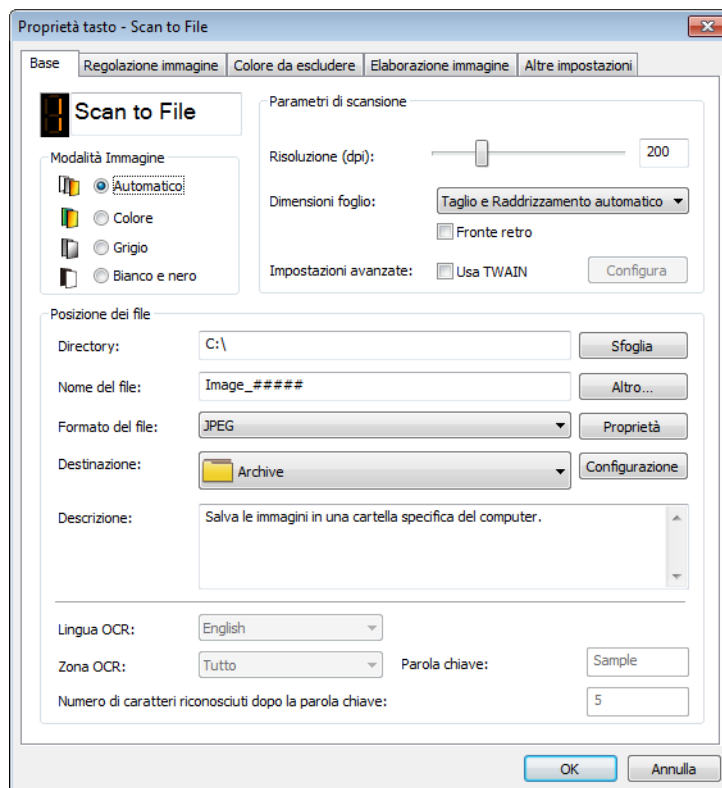 Proprietà tasto - Scan to File
Base
Regolazione immagine
Colore da escludere
Elaborazione immagine
Altre impostazioni
1
Scan to File
Modalità Immagine
Automatico
Colore
Grigio
Bianco e nero
Parametri di scansione
Risoluzione (dpi):
200
Dimensioni foglio:
Taglio e Raddrizzamento automatico
Fronte retro
Impostazioni avanzate:
Usa TWAIN
Configura
Posizione dei file
Directory:
C:\
Sfoglia
Nome del file:
Image_#####
Altro...
Formato del file:
JPEG
Proprietà
Destinazione:
Archive
Configurazione
Descrizione:
Salva le immagini in una cartella specifica del computer.
Lingua OCR:
English
Zona OCR:
Tutto
Parola chiave:
Sample
Numero di caratteri riconosciuti dopo la parola chiave:
5
OK
Annulla